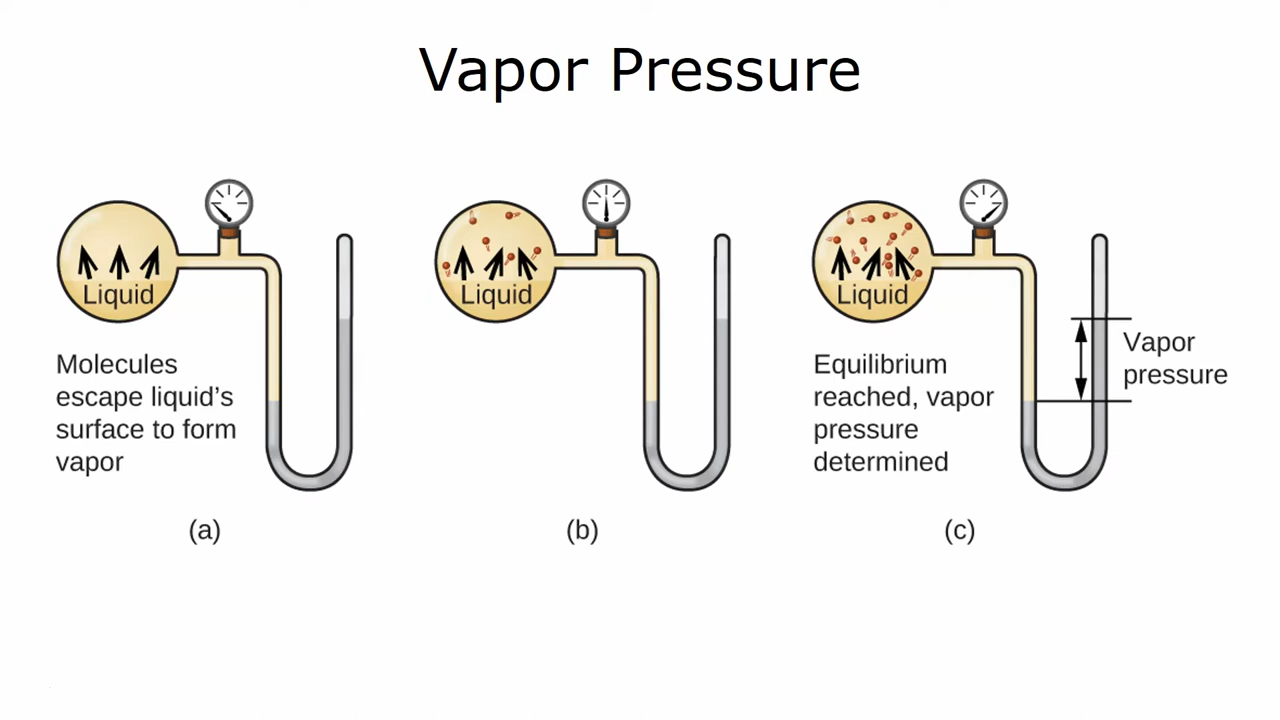 Vapor Pressure
Liquid
Molecules
escape liquid's
surface to form
vapor
(a)
Liquid
(b)
Liquid
Equilibrium
reached, vapor
pressure
determined
Vapor
pressure
(c)